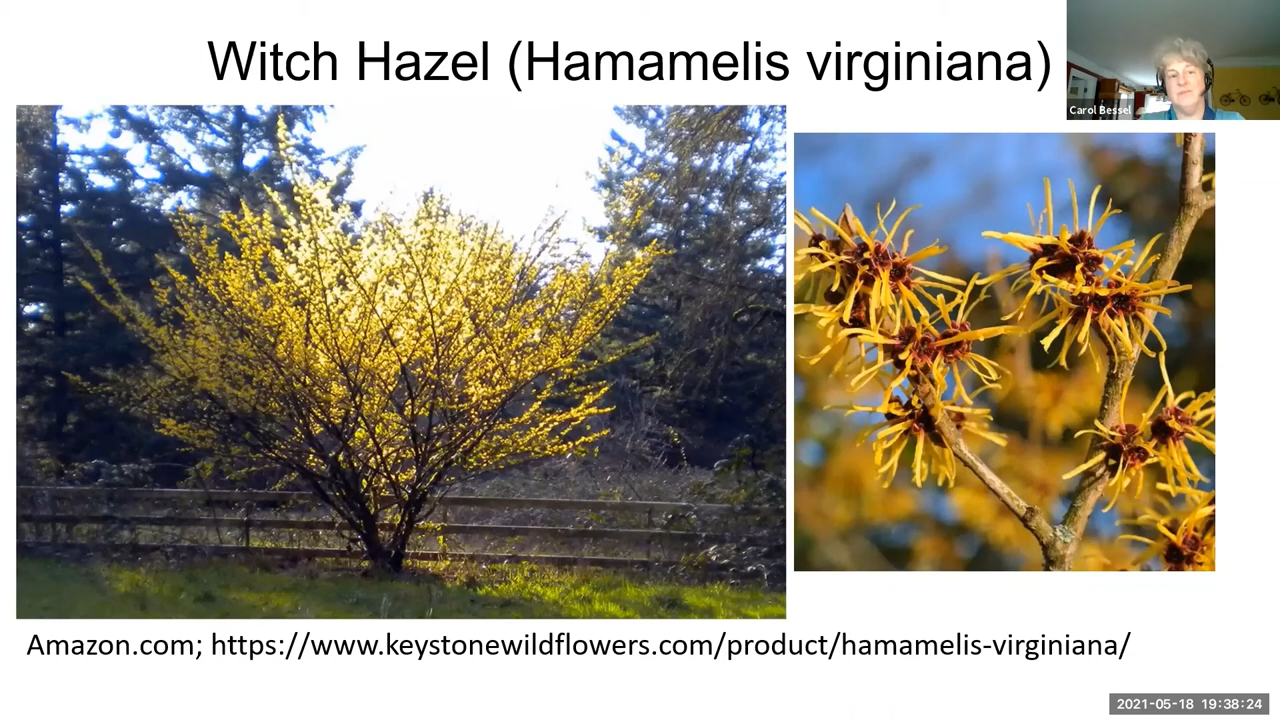 Witch Hazel (Hamamelis virginiana)
Carol Bessel
Amazon.com; https://www.keystonewildflowers.com/product/hamamelis-virginiana/
2021-05-18 19:38:24